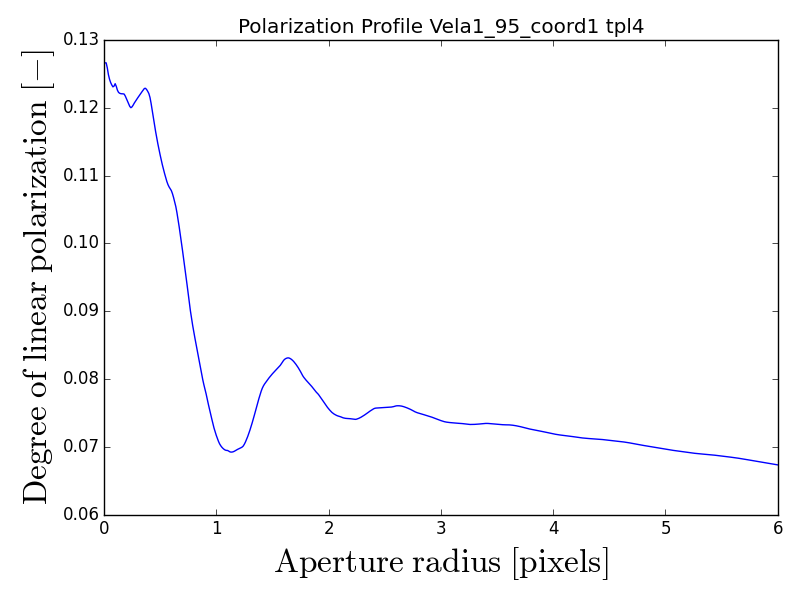 Polarization Profile Vela1_95_coord1 tpl4
Degree of linear polarization [−]
0.13
0.12
0.11
0.10
0.09
0.08
0.07
0.06
0 1 2 3 4 5 6
Aperture radius [pixels]